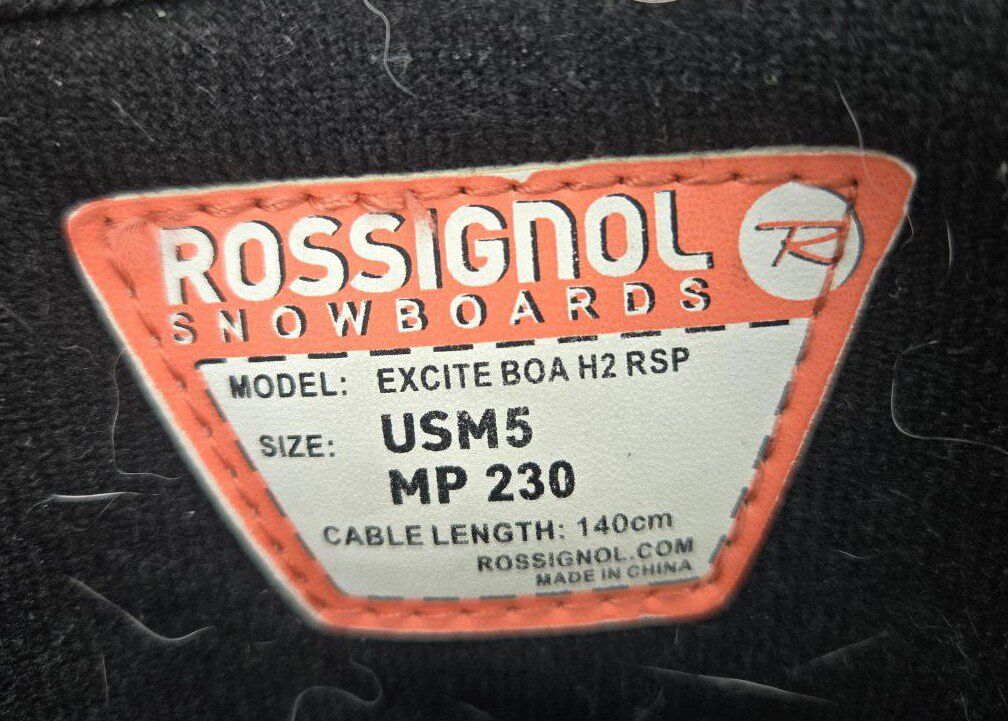 ROSSIGNOL
SNOWBOARDS
MODEL: EXCITE BOA H2 RSP
SIZE: USM5
MP 230
CABLE LENGTH: 140cm
ROSSIGNOL.COM
MADE IN CHINA